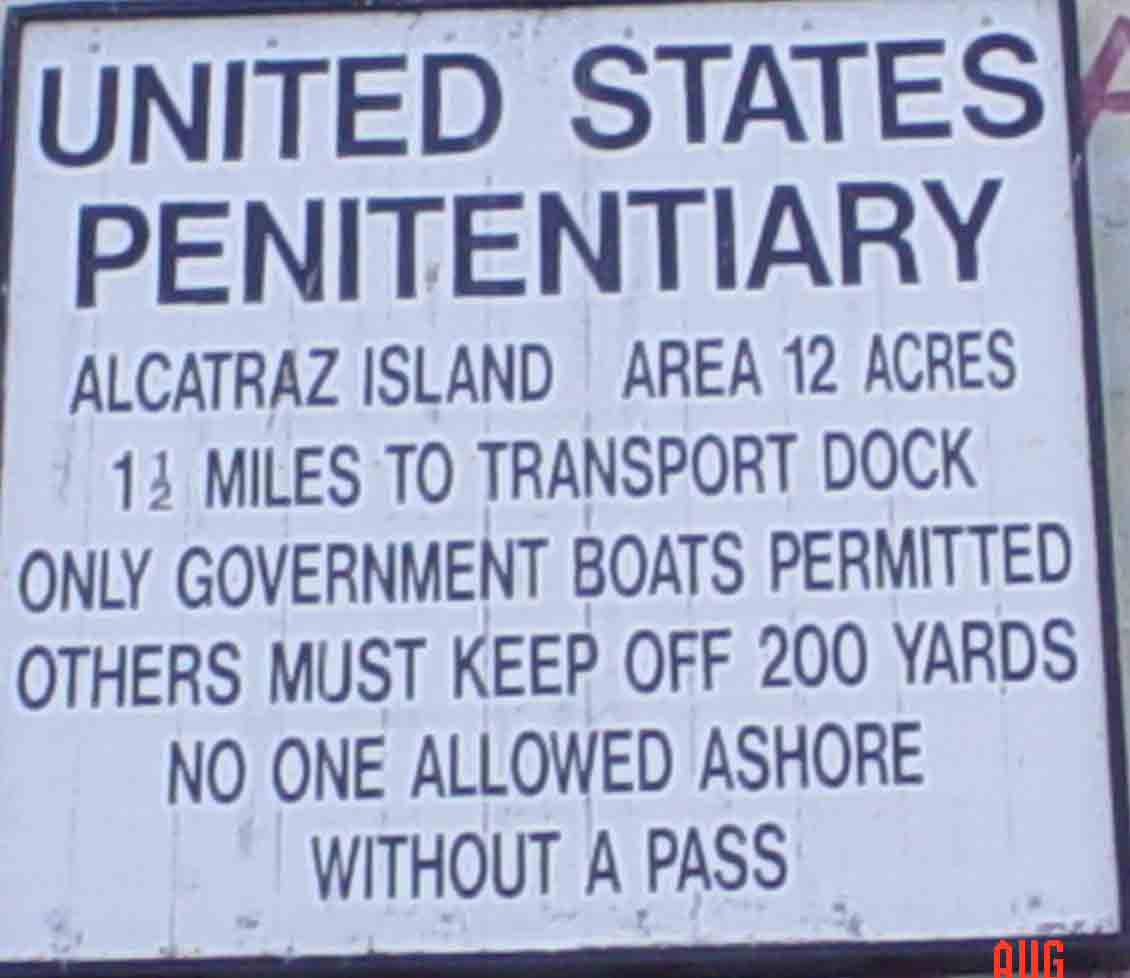 UNITED STATES
PENITENTIARY
ALCATRAZ ISLAND AREA 12 ACRES
1½ MILES TO TRANSPORT DOCK
ONLY GOVERNMENT BOATS PERMITTED
OTHERS MUST KEEP OFF 200 YARDS
NO ONE ALLOWED ASHORE
WITHOUT A PASS
AUG